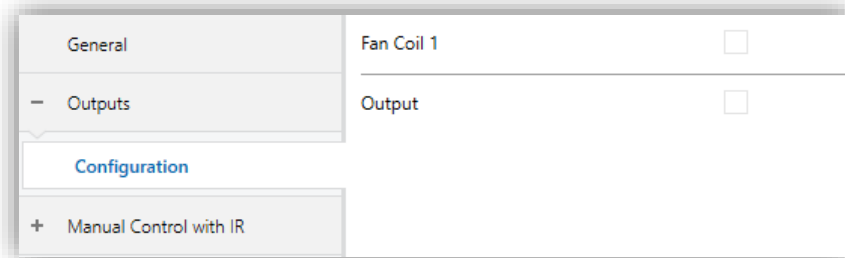 General
Fan Coil 1
− Outputs
Output
Configuration
+ Manual Control with IR